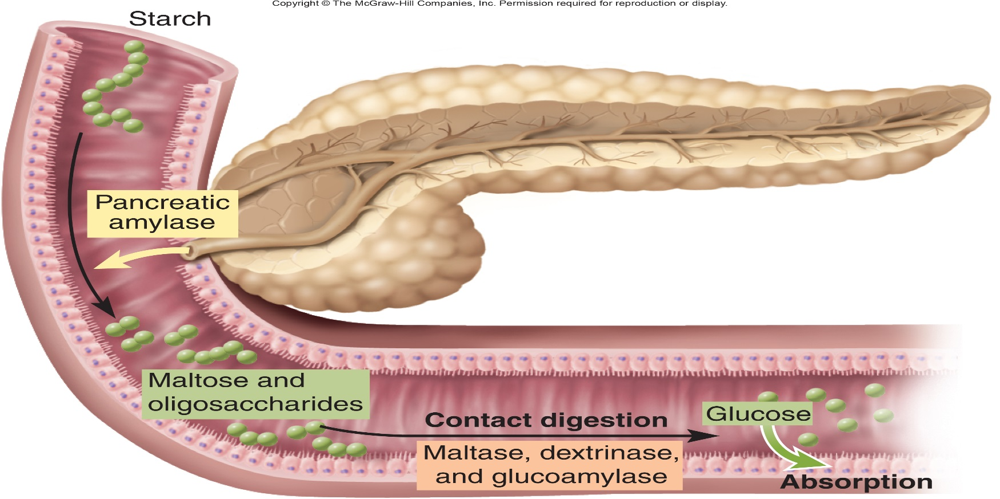 Copyright © The McGraw-Hill Companies, Inc. Permission required for reproduction or display.
Starch
Pancreatic
amylase
Maltose and
oligosaccharides
Contact digestion
Maltase, dextrinase,
and glucoamylase
Glucose
Absorption